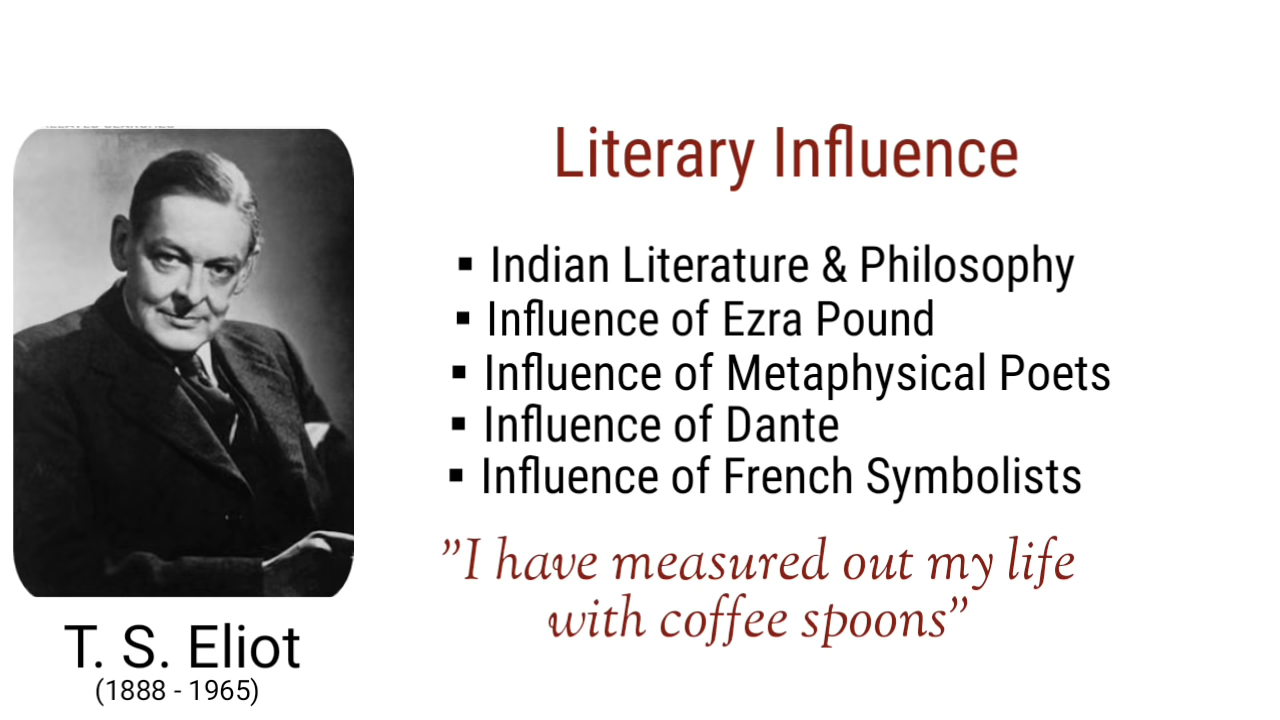 Literary Influence
▪ Indian Literature & Philosophy
▪ Influence of Ezra Pound
▪ Influence of Metaphysical Poets
▪ Influence of Dante
▪ Influence of French Symbolists
”I have measured out my life
with coffee spoons”
T. S. Eliot
(1888 - 1965)